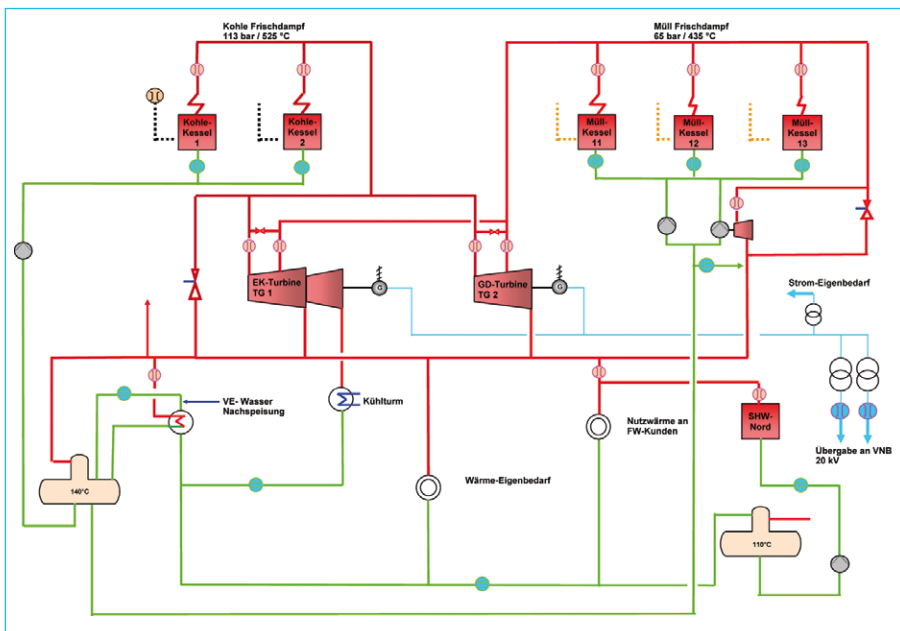 Kohle Frischdampf
113 bar / 525 °C
Müll Frischdampf
65 bar / 435 °C
Kohle-
Kessel
1
Kohle-
Kessel
2
Müll-
Kessel
11
Müll-
Kessel
12
Müll-
Kessel
13
EK-Turbine
TG 1
G
GD-Turbine
TG 2
G
Strom-Eigenbedarf
VE- Wasser
Nachspeisung
Kühlturm
Nutzwärme an
FW-Kunden
SHW-
Nord
Übergabe an VNB
20 kV
Wärme-Eigenbedarf
140°C
110°C